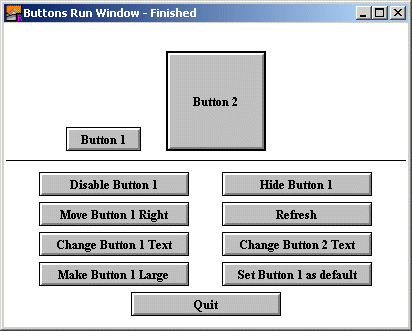 Buttons Run Window - Finished
Button 2
Button 1
Disable Button 1
Hide Button 1
Move Button 1 Right
Refresh
Change Button 1 Text
Change Button 2 Text
Make Button 1 Large
Set Button 1 as default
Quit